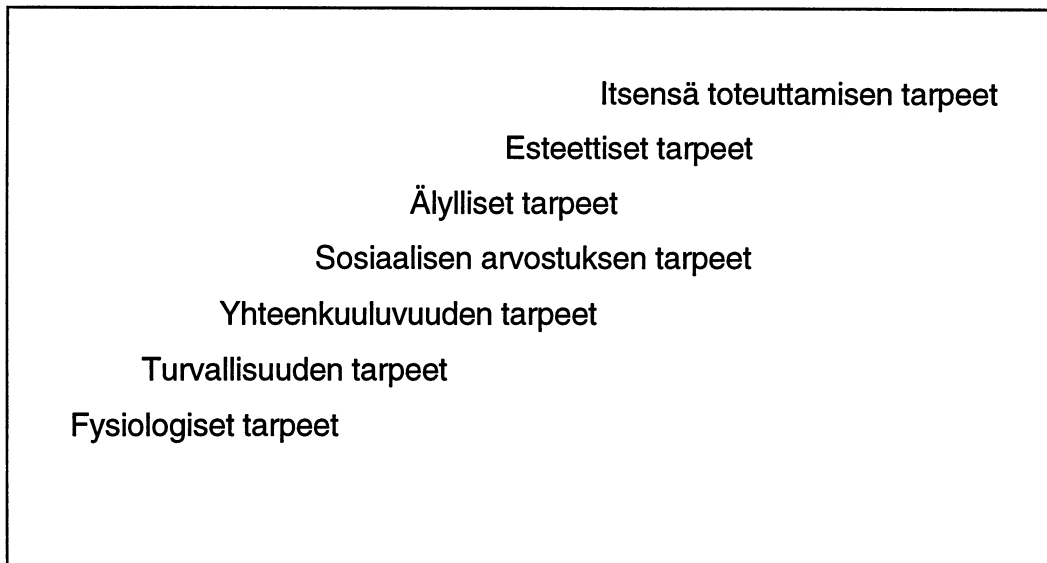 Itsensä toteuttamisen tarpeet
Esteettiset tarpeet
Älylliset tarpeet
Sosiaalisen arvostuksen tarpeet
Yhteenkuuluvuuden tarpeet
Turvallisuuden tarpeet
Fysiologiset tarpeet